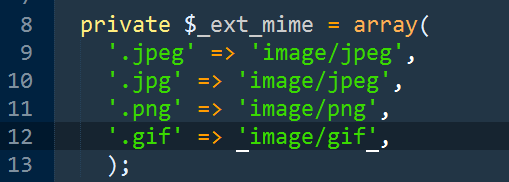 8 private $_ext_mime = array(
9 '.jpeg' => 'image/jpeg',
10 '.jpg' => 'image/jpeg',
11 '.png' => 'image/png',
12 '.gif' => 'image/gif',
13 );